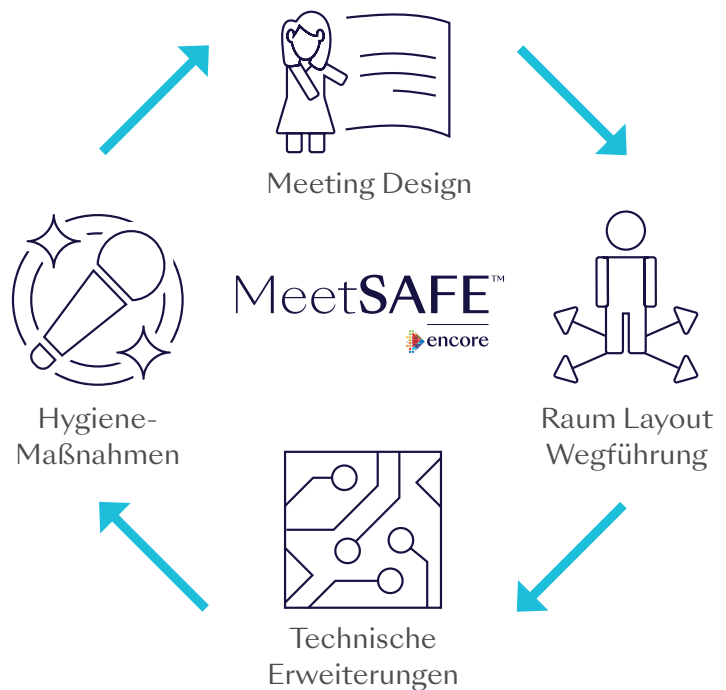 Meeting Design
MeetSAFE™
encore
Hygiene-
Maßnahmen
Raum Layout
Wegführung
Technische
Erweiterungen